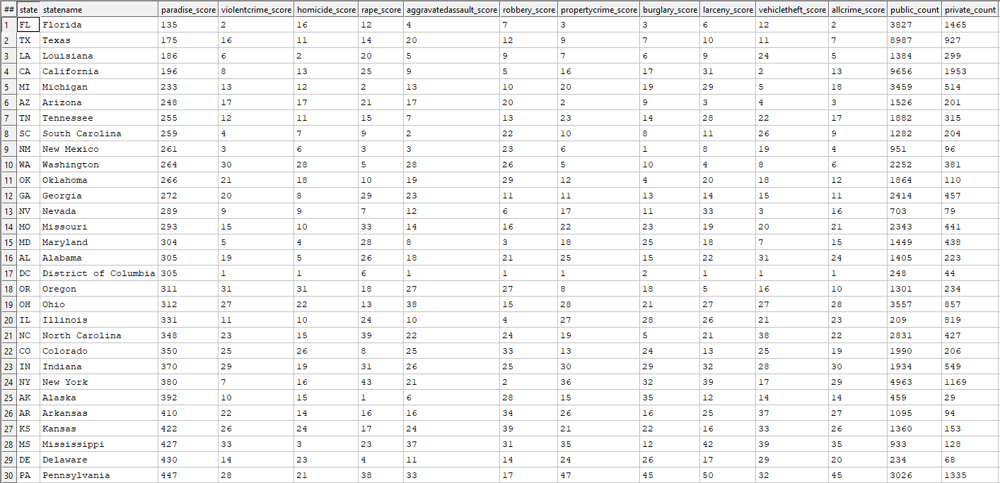 ## state statename paradise_score violentcrime_score homicide_score rape_score aggravatedassault_score robbery_score propertycrime_score burglary_score larceny_score vehicletheft_score allcrime_score public_count private_count
1 FL Florida 135 2 16 12 4 7 3 3 6 12 2 3827 1465
2 TX Texas 175 16 11 14 20 12 9 7 10 11 7 8987 927
3 LA Louisiana 186 6 2 20 5 9 7 6 9 24 5 1384 299
4 CA California 196 8 13 25 9 5 16 17 31 2 13 9656 1953
5 MI Michigan 233 13 12 2 13 10 20 19 29 5 18 3459 514
6 AZ Arizona 248 17 17 21 17 20 2 9 3 4 3 1526 201
7 TN Tennessee 255 12 11 15 7 13 23 14 28 22 17 1882 315
8 SC South Carolina 259 4 7 9 2 22 10 8 11 26 9 1282 204
9 NM New Mexico 261 3 6 3 3 23 6 1 8 19 4 951 96
10 WA Washington 264 30 28 5 28 26 5 10 4 8 6 2252 381
11 OK Oklahoma 266 21 18 10 19 29 12 4 20 18 12 1864 110
12 GA Georgia 272 20 8 29 23 11 11 13 14 15 11 2414 457
13 NV Nevada 289 9 9 7 12 6 17 11 33 3 16 703 79
14 MO Missouri 293 15 10 33 14 16 22 23 19 20 21 2343 441
15 MD Maryland 304 5 4 28 8 3 18 25 18 7 15 1449 438
16 AL Alabama 305 19 5 26 18 21 25 15 22 31 24 1405 223
17 DC District of Columbia 305 1 1 6 1 1 1 2 1 1 1 248 44
18 OR Oregon 311 31 31 18 27 27 8 18 5 16 10 1301 234
19 OH Ohio 312 27 22 13 38 15 28 21 27 27 28 3557 857
20 IL Illinois 331 11 10 24 10 4 27 28 26 21 23 209 819
21 NC North Carolina 348 23 15 39 22 24 19 5 21 38 22 2831 427
22 CO Colorado 350 25 26 8 25 33 13 24 13 25 19 1990 206
23 IN Indiana 370 29 19 31 26 25 30 29 32 28 30 1934 549
24 NY New York 380 7 16 43 21 2 36 32 39 17 29 4963 1169
25 AK Alaska 392 10 15 1 6 28 15 35 12 14 14 459 29
26 AR Arkansas 410 22 14 16 16 34 26 16 25 37 27 1095 94
27 KS Kansas 422 26 24 17 24 39 21 22 16 33 26 1360 153
28 MS Mississippi 427 33 3 23 37 31 35 12 42 39 35 933 128
29 DE Delaware 430 14 23 4 11 14 24 26 17 29 20 234 68
30 PA Pennsylvania 447 28 21 38 33 17 47 45 50 32 45 3026 1335